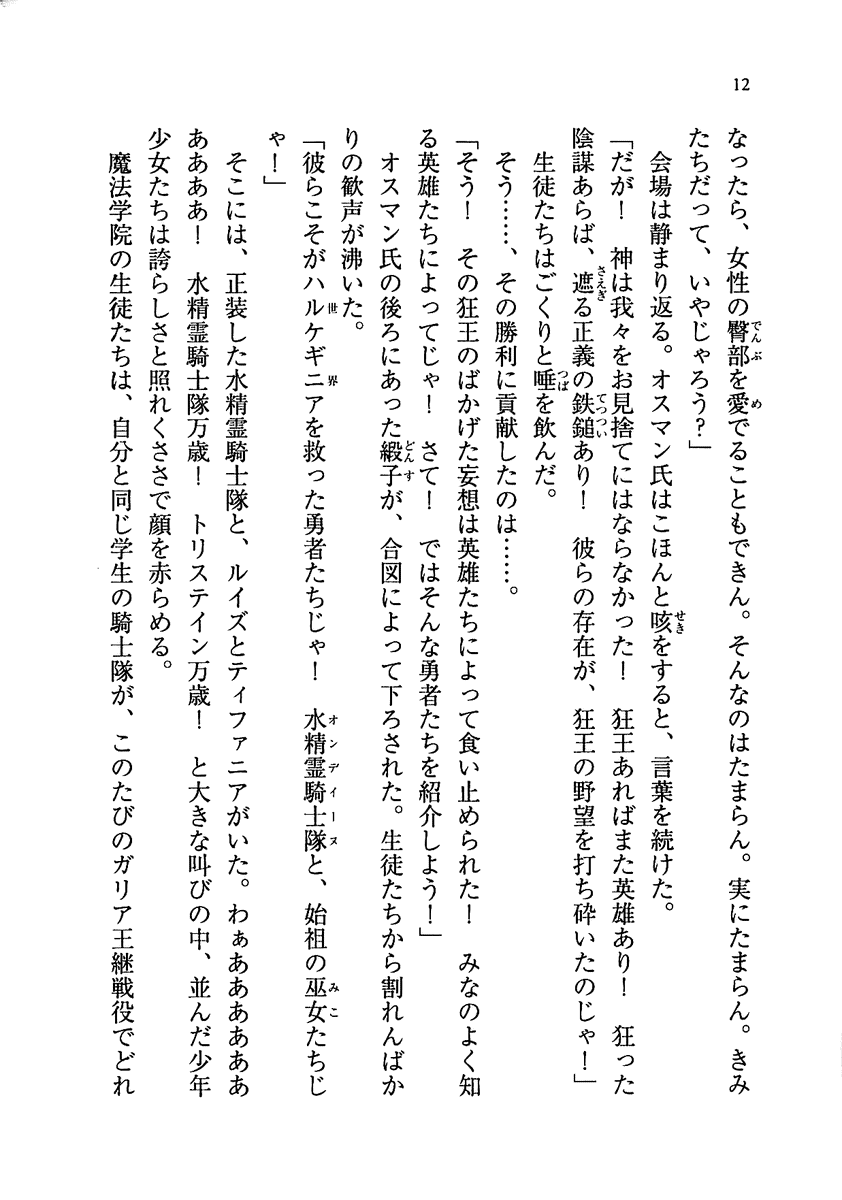 12
なったら、女性の臀部を愛でることもできん。そんなのはたまらん。実にたまらん。きみ
たちだって、いやじゃろう？」
　会場は静まり返る。オスマン氏はこほんと咳をすると、言葉を続けた。
「だが！　神は我々をお見捨てにはならなかった！　狂王あればまた英雄あり！　狂った
陰謀あらば、遮る正義の鉄鎚あり！　彼らの存在が、狂王の野望を打ち砕いたのじゃ！」
　生徒たちはごくりと唾を飲んだ。
　そう……、その勝利に貢献したのは……。
「そう！　その狂王のばかげた妄想は英雄たちによって食い止められた！　みなのよく知
る英雄たちによってじゃ！　さて！　ではそんな勇者たちを紹介しよう！」
　オスマン氏の後ろにあった緞子が、合図によって下ろされた。生徒たちから割れんばか
りの歓声が沸いた。
「彼らこそがハルケギニアを救った勇者たちじゃ！　水精霊騎士隊と、始祖の巫女たちじ
ゃ！」
　そこには、正装した水精霊騎士隊と、ルイズとティファニアがいた。わぁああああああ
ああああ！　水精霊騎士隊万歳！　トリステイン万歳！　と大きな叫びの中、並んだ少年
少女たちは誇らしさと照れくささで顔を赤らめる。
　魔法学院の生徒たちは、自分と同じ学生の騎士隊が、このたびのガリア王継戦役でどれ